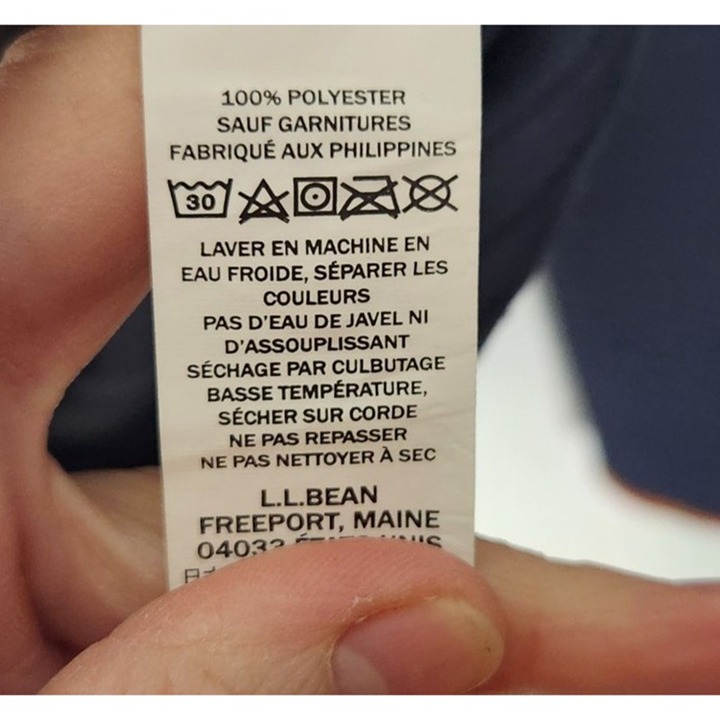 100% POLYESTER
SAUF GARNITURES
FABRIQUÉ AUX PHILIPPINES
30
LAVER EN MACHINE EN
EAU FROIDE, SÉPARER LES
COULEURS
PAS D'EAU DE JAVEL NI
D'ASSOUPLISSANT
SÉCHAGE PAR CULBUTAGE
BASSE TEMPÉRATURE,
SÉCHER SUR CORDE
NE PAS REPASSER
NE PAS NETTOYER À SEC
L.L.BEAN
FREEPORT, MAINE